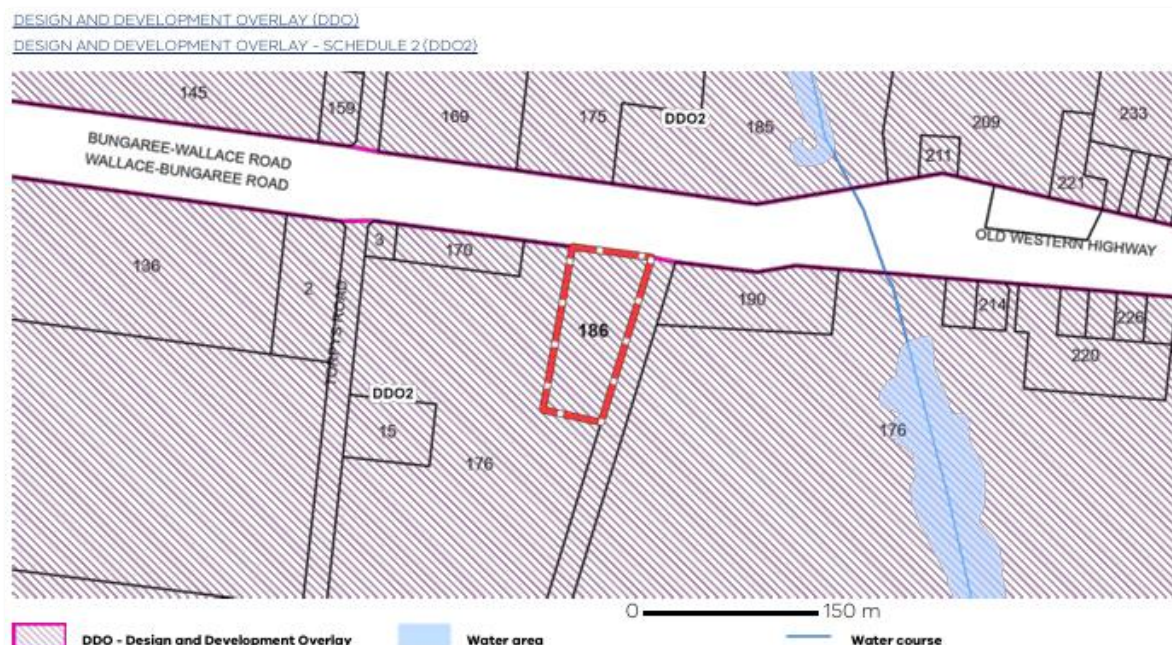 DESIGN AND DEVELOPMENT OVERLAY (DDO)
DESIGN AND DEVELOPMENT OVERLAY - SCHEDULE 2 (DDO2)
145
159
169
175
DDO2
185
209
211
221
233
BUNGAREE-WALLACE ROAD
WALLACE-BUNGAREE ROAD
OLD WESTERN HIGHWAY
136
2
3
170
186
190
214
226
220
ROAD
DDO2
15
176
176
0 150 m
DDO - Design and Development Overlay
Water area
Water course